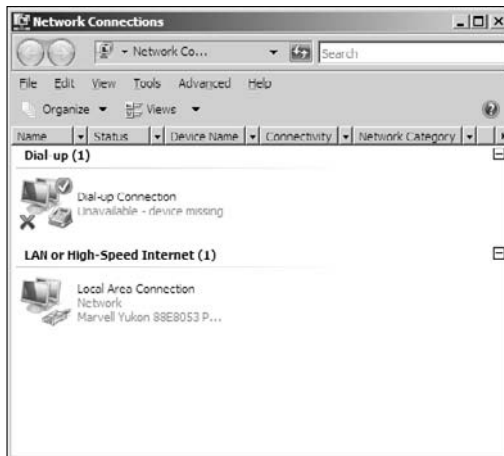 Network Connections
Network Co...
Search
File Edit View Tools Advanced Help
Organize Views
Name Status Device Name Connectivity Network Category
Dial-up (1)
Dial-up Connection
Unavailable - device missing
LAN or High-Speed Internet (1)
Local Area Connection
Network
Marvell Yukon 88E8053 P...